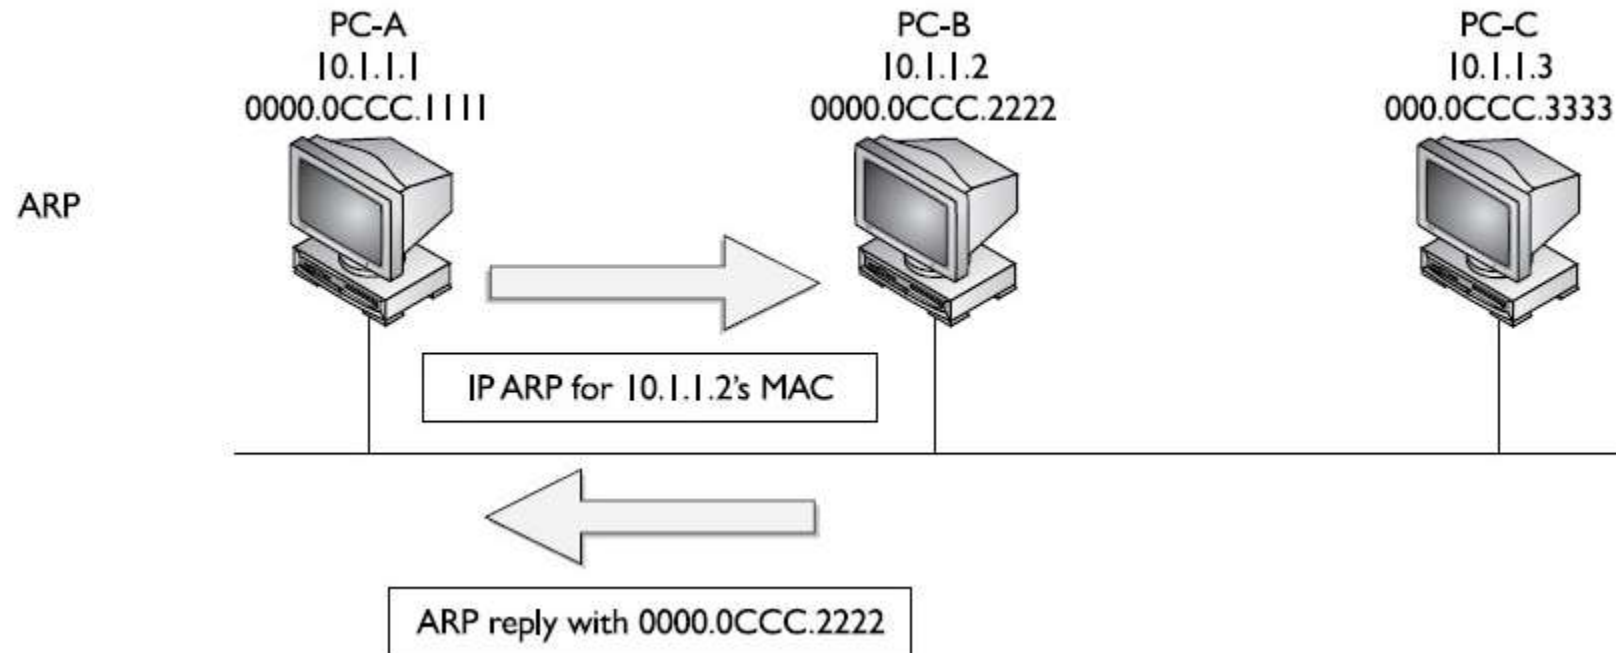 PC-A
10.1.1.1
0000.0CCC.1111
PC-B
10.1.1.2
0000.0CCC.2222
PC-C
10.1.1.3
000.0CCC.3333
ARP
IP ARP for 10.1.1.2's MAC
ARP reply with 0000.0CCC.2222